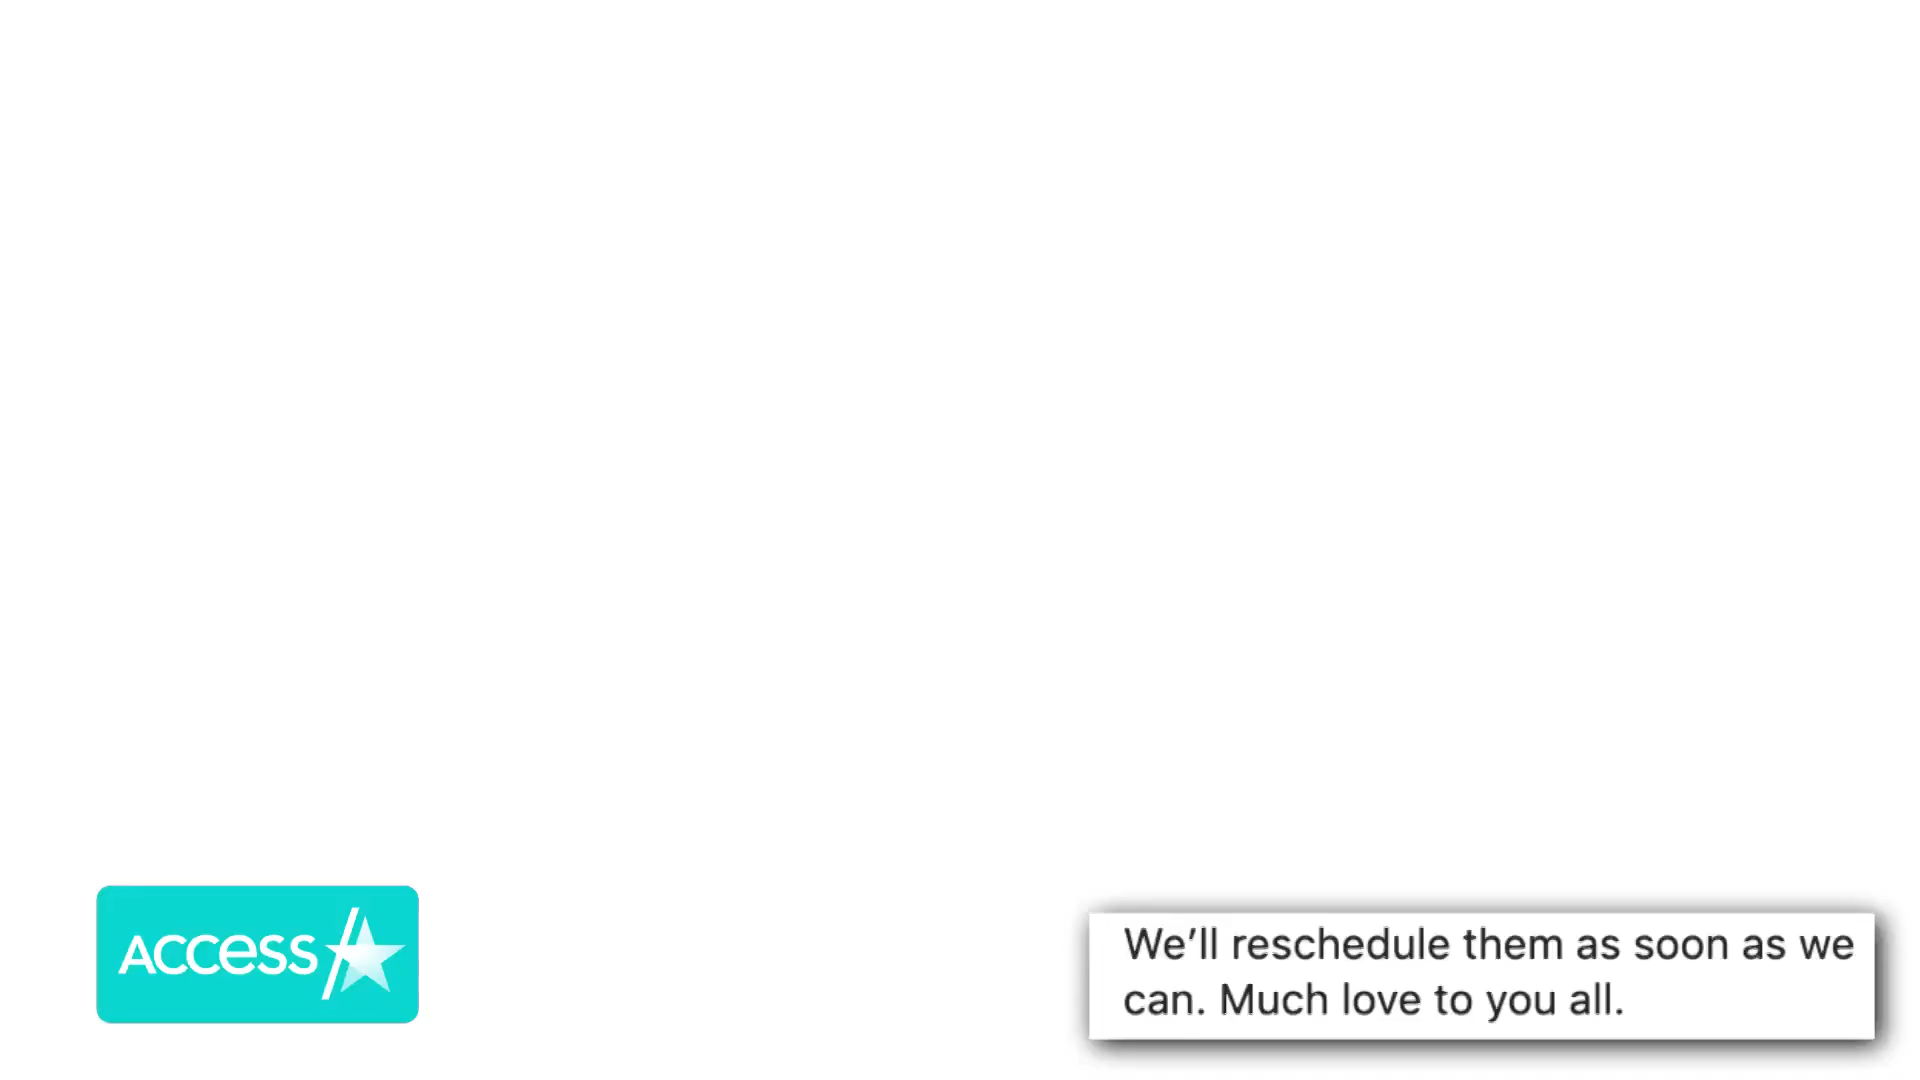 ACCESS
We’ll reschedule them as soon as we
can. Much love to you all.